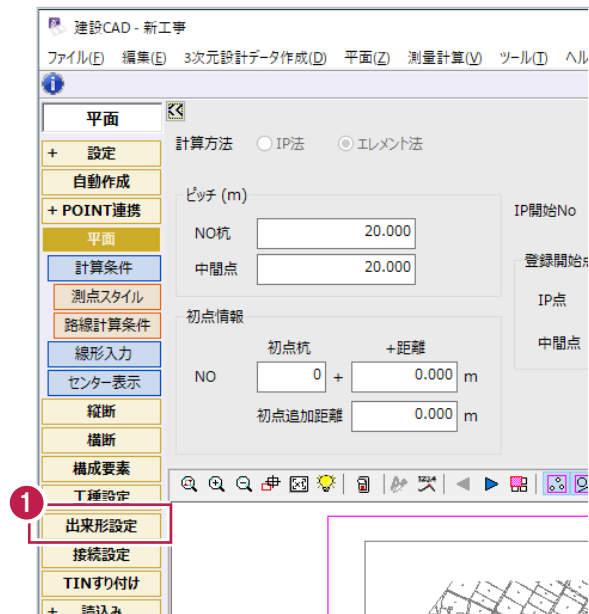 建設CAD - 新工事
ファイル(F) 編集(E) 3次元設計データ作成(D) 平面(Z) 測量計算(V) ツール(T) ヘル
平面
+ 設定
自動作成
+ POINT連携
平面
計算条件
測点スタイル
路線計算条件
線形入力
センター表示
縦断
横断
構成要素
工種設定
1
出来形設定
接続設定
TINすり付け
+ 読込み
計算方法 IP法 エレメント法
ピッチ (m)
NO杭 20.000
中間点 20.000
初点情報
初点杭 +距離
NO 0 + 0.000 m
初点追加距離 0.000 m
IP開始No
登録開始点
IP点
中間点